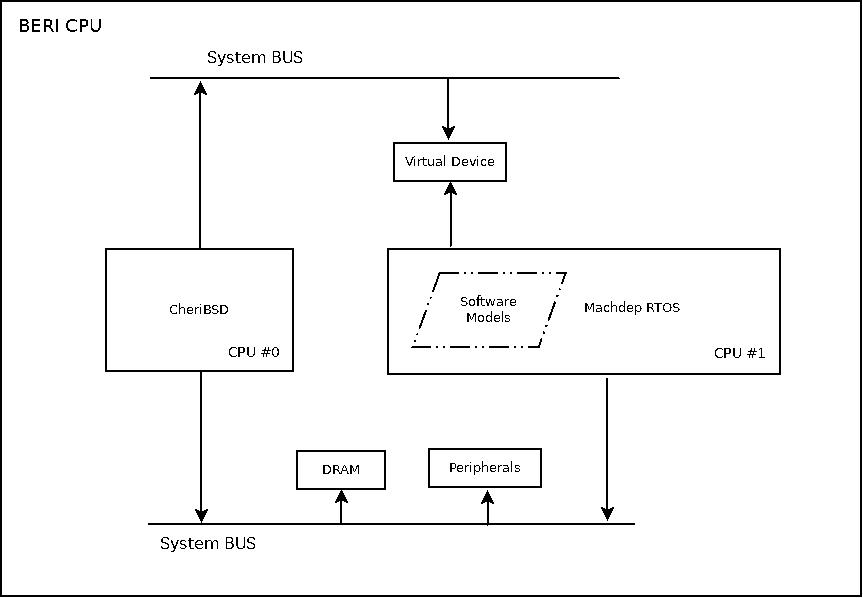 BERI CPU
System BUS
Virtual Device
CheriBSD
CPU #0
Software
Models
Machdep RTOS
CPU #1
DRAM
Peripherals
System BUS